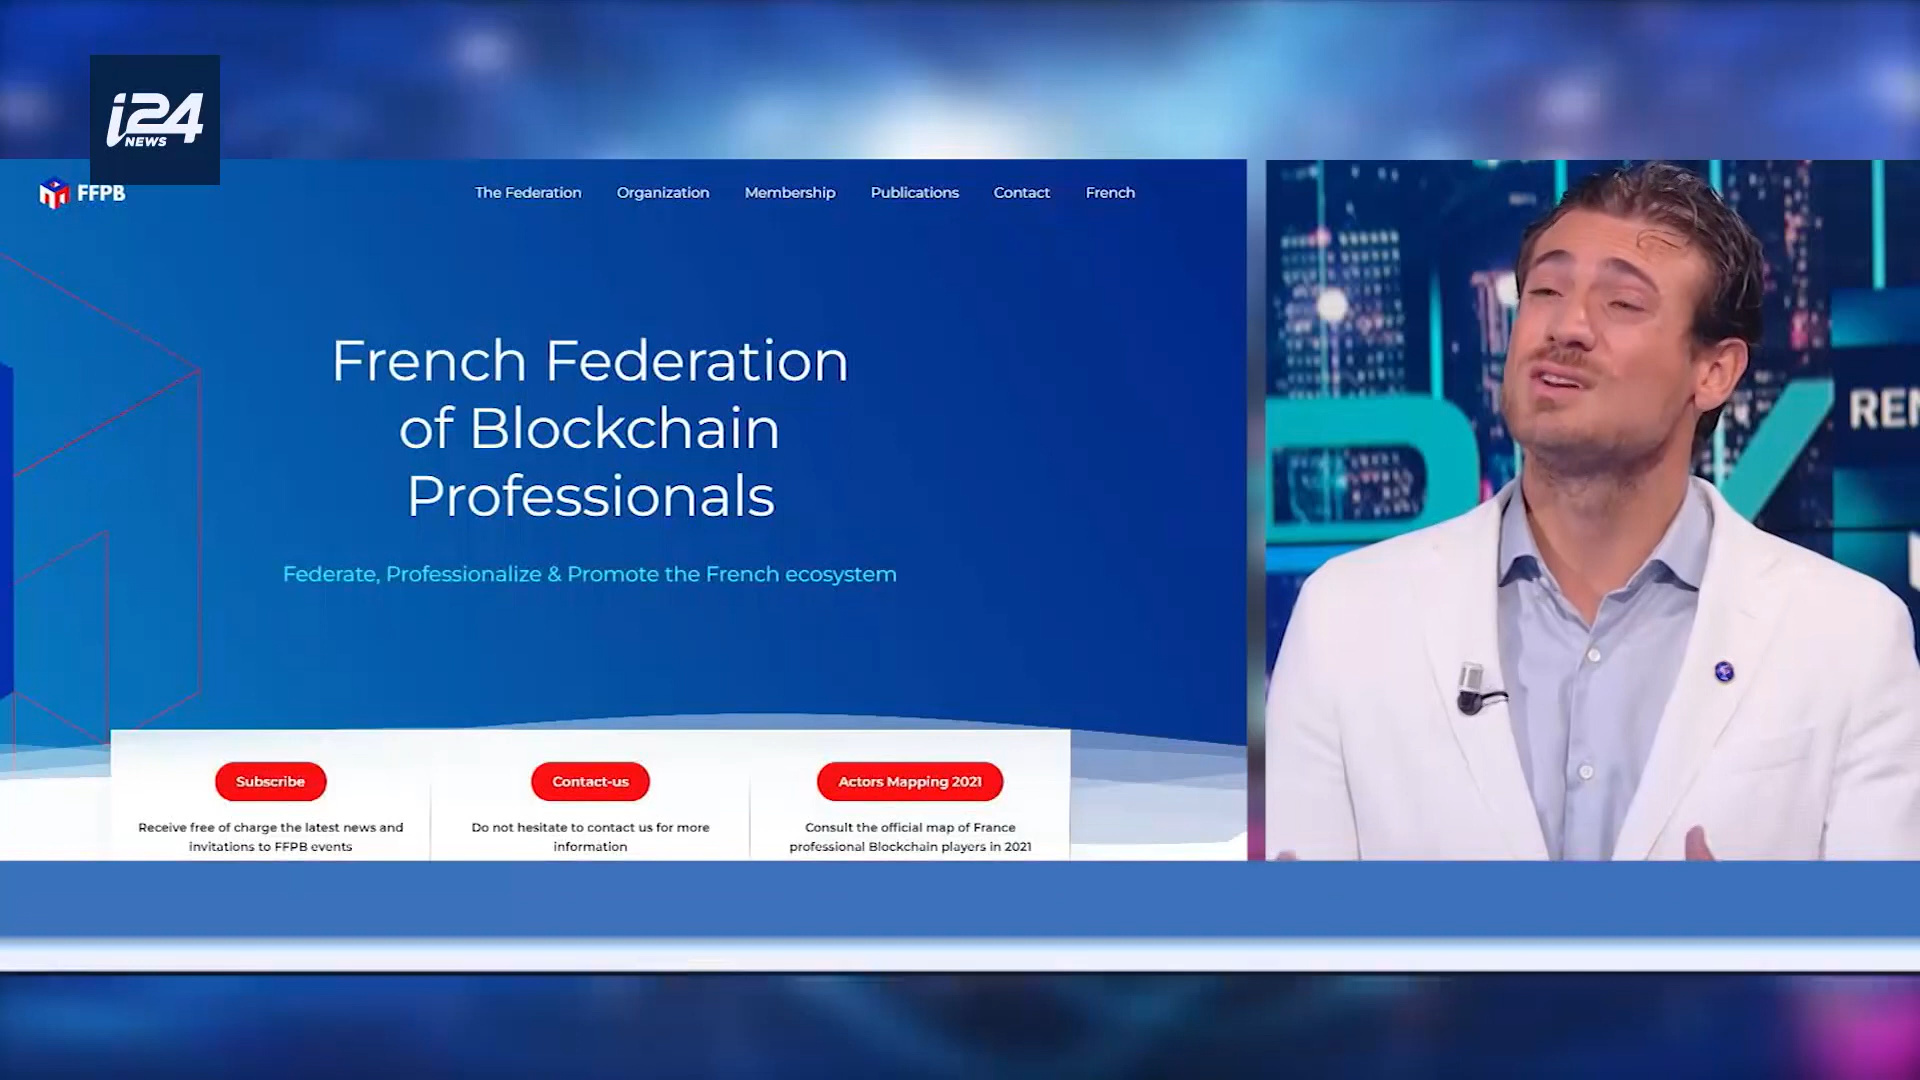 i24
NEWS
FFPB
The Federation
Organization
Membership
Publications
Contact
French
French Federation
of Blockchain
Professionals
Federate, Professionalize & Promote the French ecosystem
Subscribe
Receive free of charge the latest news and
invitations to FFPB events
Contact-us
Do not hesitate to contact us for more
information
Actors Mapping 2021
Consult the official map of France
professional Blockchain players in 2021
REN